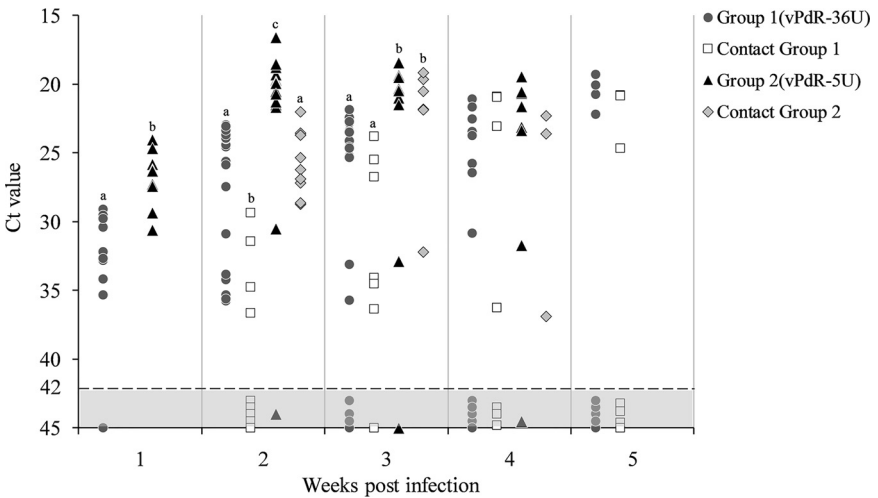 15
20
25
30
35
40
42
45
Ct value
a
b
a
b
c
a
a
a
b
b
1
2
3
4
5
Weeks post infection
Group 1(vPdR-36U)
Contact Group 1
Group 2(vPdR-5U)
Contact Group 2